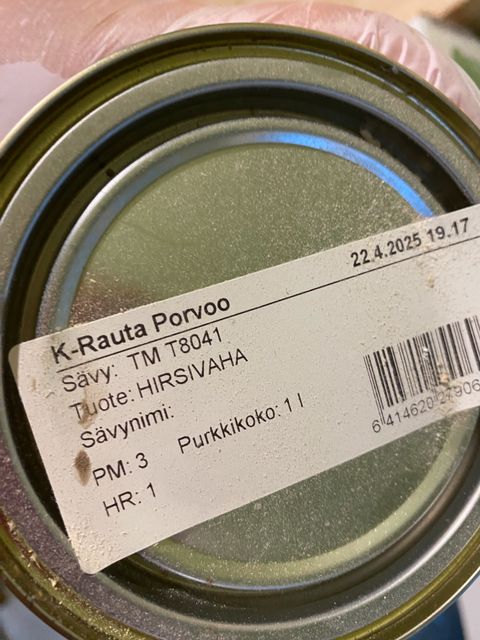 22.4.2025 19.17
K-Rauta Porvoo
Sävy: TM T8041
Tuote: HIRSIVAHA
Sävynimi:
PM: 3 Purkkikoko: 1 l
HR: 1